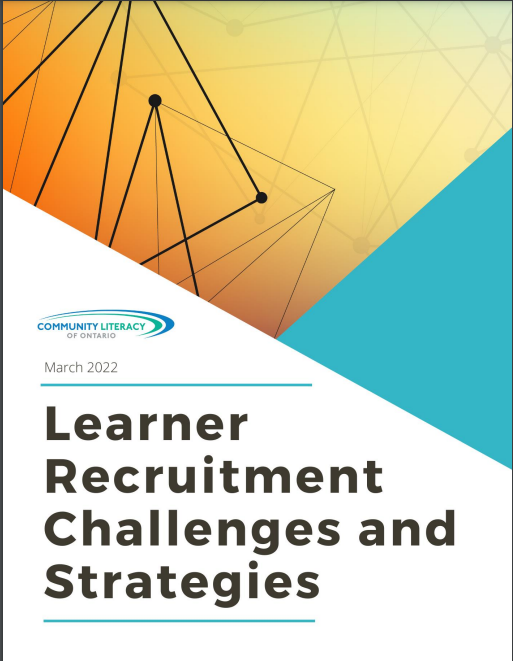 COMMUNITY LITERACY
OF ONTARIO
March 2022
Learner
Recruitment
Challenges and
Strategies